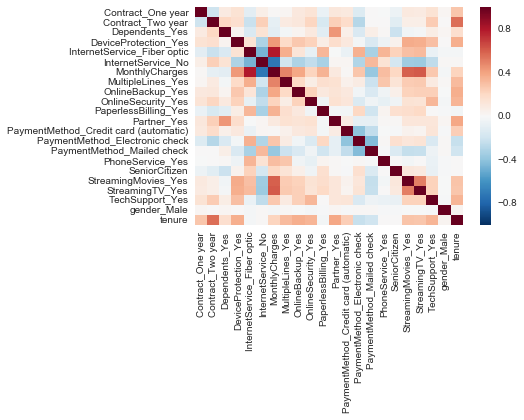 Contract_One year
Contract_Two year
Dependents_Yes
DeviceProtection_Yes
InternetService_Fiber optic
InternetService_No
MonthlyCharges
MultipleLines_Yes
OnlineBackup_Yes
OnlineSecurity_Yes
PaperlessBilling_Yes
Partner_Yes
PaymentMethod_Credit card (automatic)
PaymentMethod_Electronic check
PaymentMethod_Mailed check
PhoneService_Yes
SeniorCitizen
StreamingMovies_Yes
StreamingTV_Yes
TechSupport_Yes
gender_Male
tenure
Contract_One year
Contract_Two year
Dependents_Yes
DeviceProtection_Yes
InternetService_Fiber optic
InternetService_No
MonthlyCharges
MultipleLines_Yes
OnlineBackup_Yes
OnlineSecurity_Yes
PaperlessBilling_Yes
Partner_Yes
PaymentMethod_Credit card (automatic)
PaymentMethod_Electronic check
PaymentMethod_Mailed check
PhoneService_Yes
SeniorCitizen
StreamingMovies_Yes
StreamingTV_Yes
TechSupport_Yes
gender_Male
tenure
0.8
0.4
0.0
−0.4
−0.8